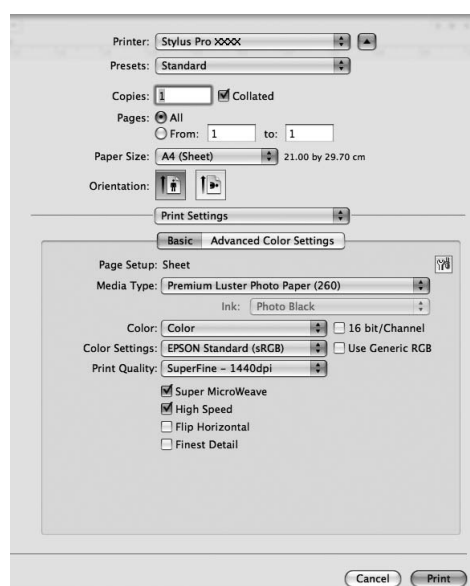 Printer: Stylus Pro XXXX
Presets: Standard
Copies: 1 Collated
Pages: All
From: 1 to: 1
Paper Size: A4 (Sheet) 21.00 by 29.70 cm
Orientation:
Print Settings
Basic Advanced Color Settings
Page Setup: Sheet
Media Type: Premium Luster Photo Paper (260)
Ink: Photo Black
Color: Color 16 bit/Channel
Color Settings: EPSON Standard (sRGB) Use Generic RGB
Print Quality: SuperFine – 1440dpi
Super MicroWeave
High Speed
Flip Horizontal
Finest Detail
Cancel Print